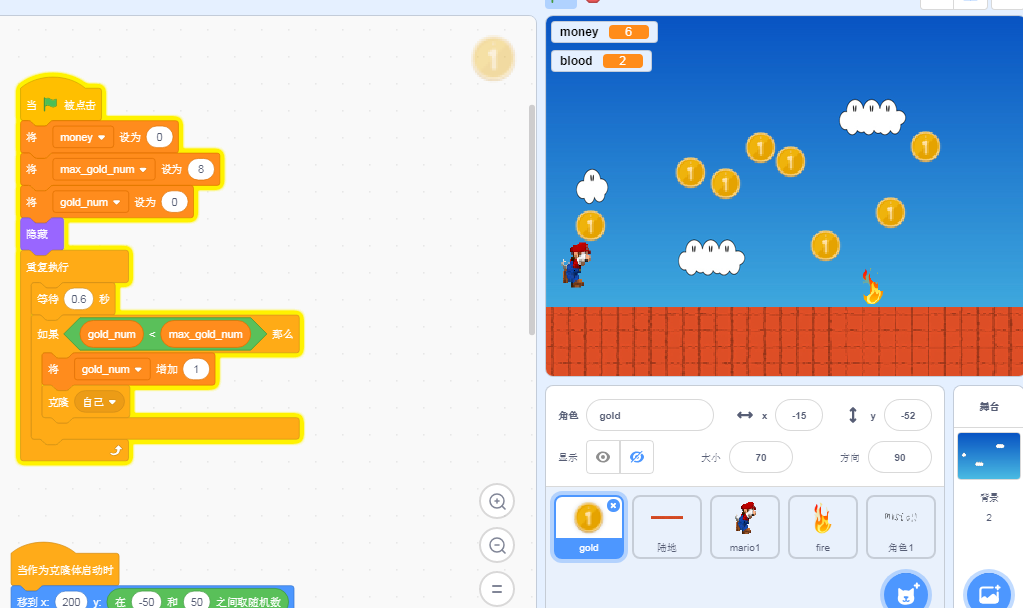 当 被点击
将 money 设为 0
将 max_gold_num 设为 8
将 gold_num 设为 0
隐藏
重复执行
等待 0.6 秒
如果 gold_num < max_gold_num 那么
将 gold_num 增加 1
克隆 自己
当作为克隆体启动时
移到 x: 200 y: 在 -50 和 50 之间取随机数
money 6
blood 2
角色 gold x -15 y -52
显示 大小 70 方向 90
gold 陆地 mario1 fire 角色1
舞台
背景
2